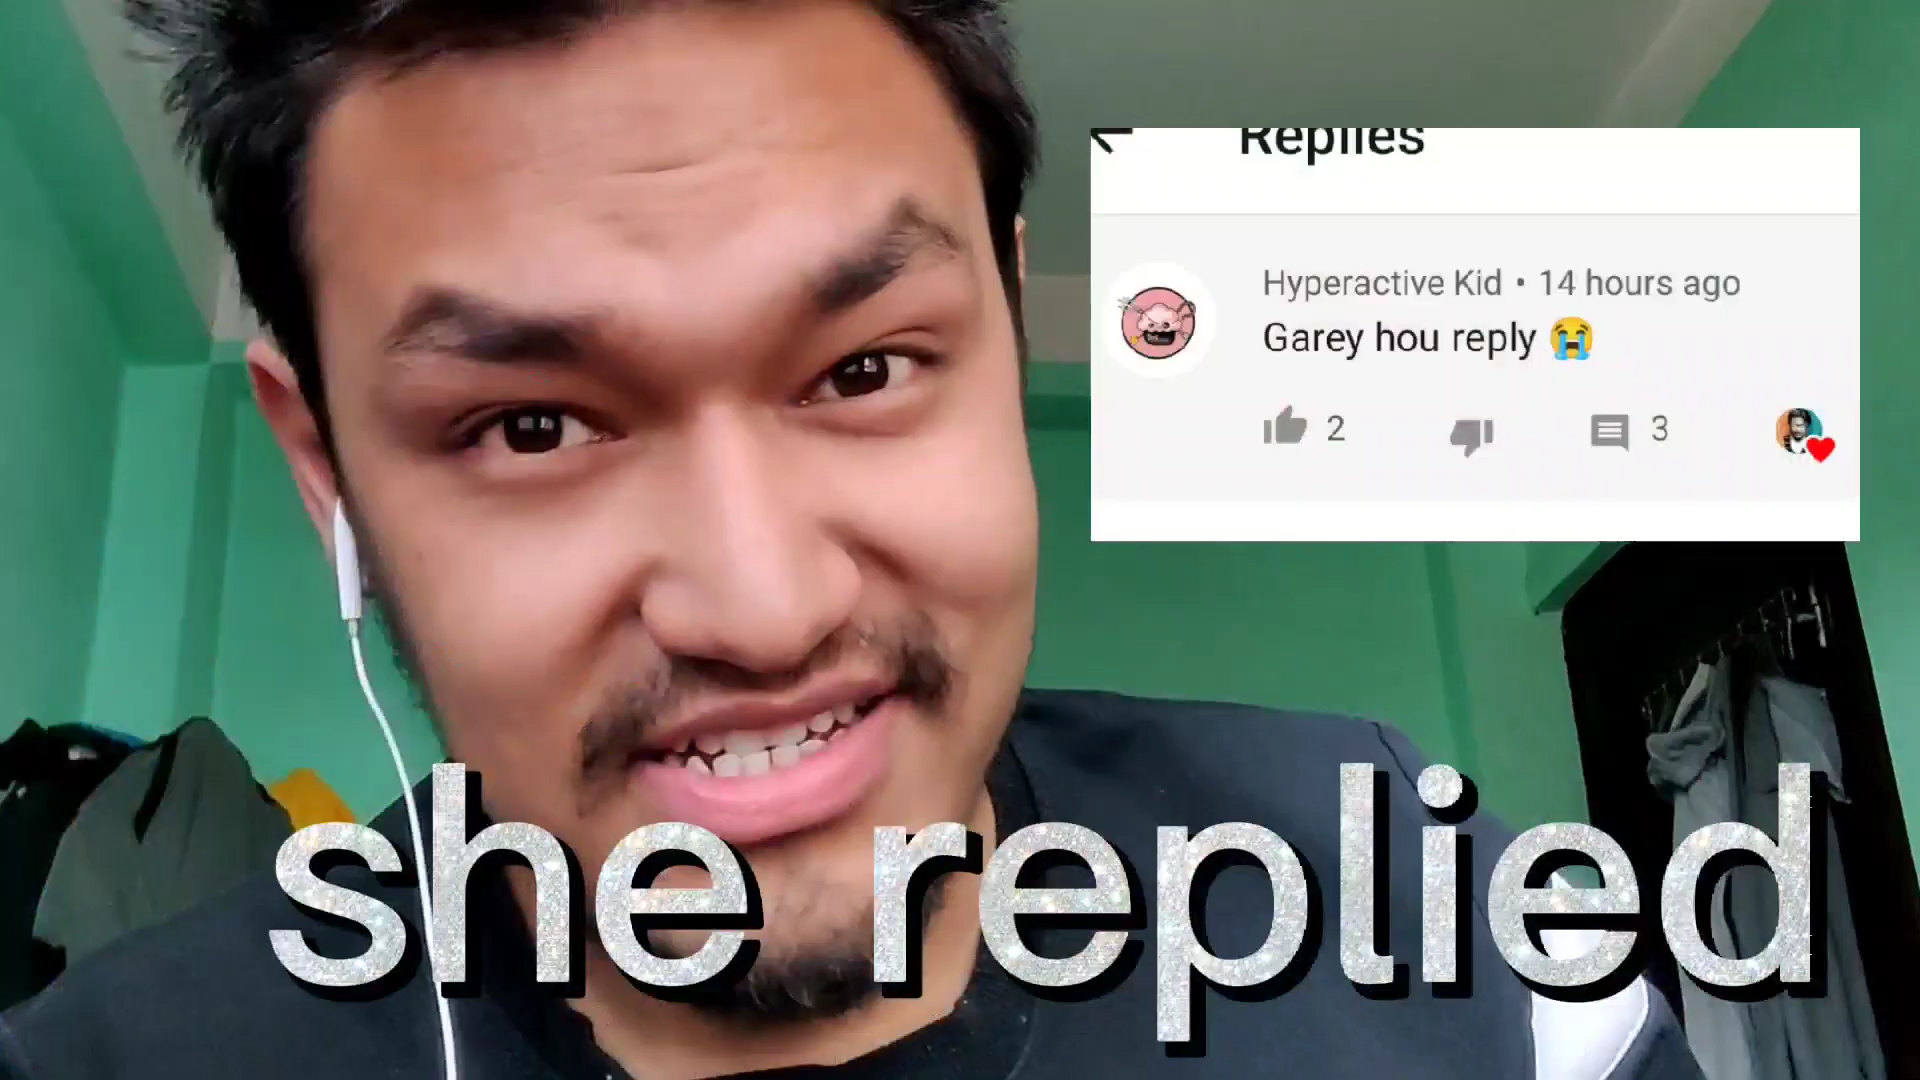 Replies
Hyperactive Kid • 14 hours ago
Garey hou reply 😭
2 3
she replied